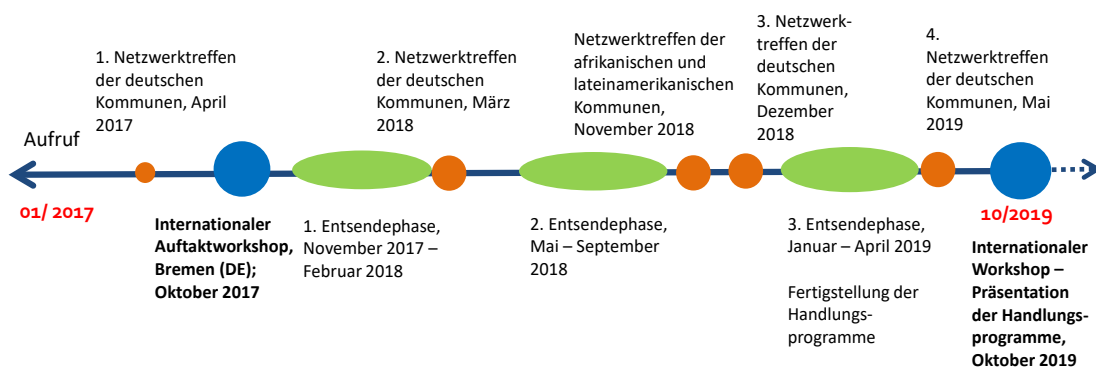 1. Netzwerktreffen
der deutschen
Kommunen, April
2017
2. Netzwerktreffen
der deutschen
Kommunen, März
2018
Netzwerktreffen der
afrikanischen und
lateinamerikanischen
Kommunen,
November 2018
3. Netzwerk-
treffen der
deutschen
Kommunen,
Dezember
2018
4.
Netzwerktreffen
der deutschen
Kommunen, Mai
2019
Aufruf
01/ 2017
Internationaler
Auftaktworkshop,
Bremen (DE);
Oktober 2017
1. Entsendephase,
November 2017 –
Februar 2018
2. Entsendephase,
Mai – September
2018
3. Entsendephase,
Januar – April 2019
Fertigstellung der
Handlungs-
programme
10/2019
Internationaler
Workshop –
Präsentation
der Handlungs-
programme,
Oktober 2019